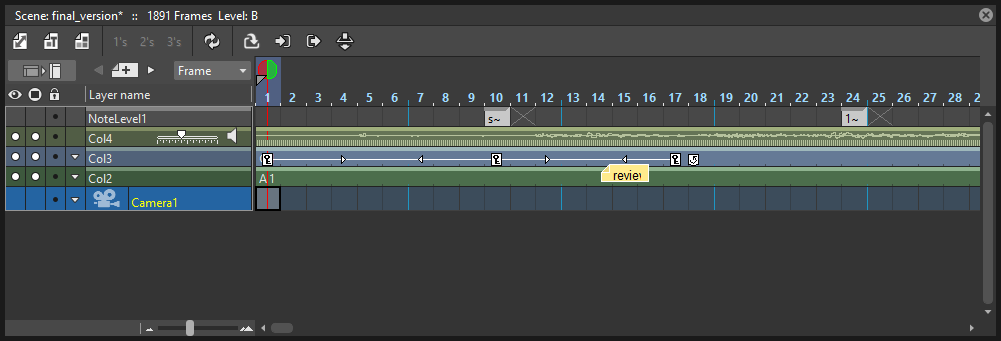 Scene: final_version* :: 1891 Frames Level: B
1's 2's 3's
Frame
Layer name
1 2 3 4 5 6 7 8 9 10 11 12 13 14 15 16 17 18 19 20 21 22 23 24 25 26 27 28 2
NoteLevel1 s~ 1~
Col4
Col3
Col2 A 1 review
Camera1